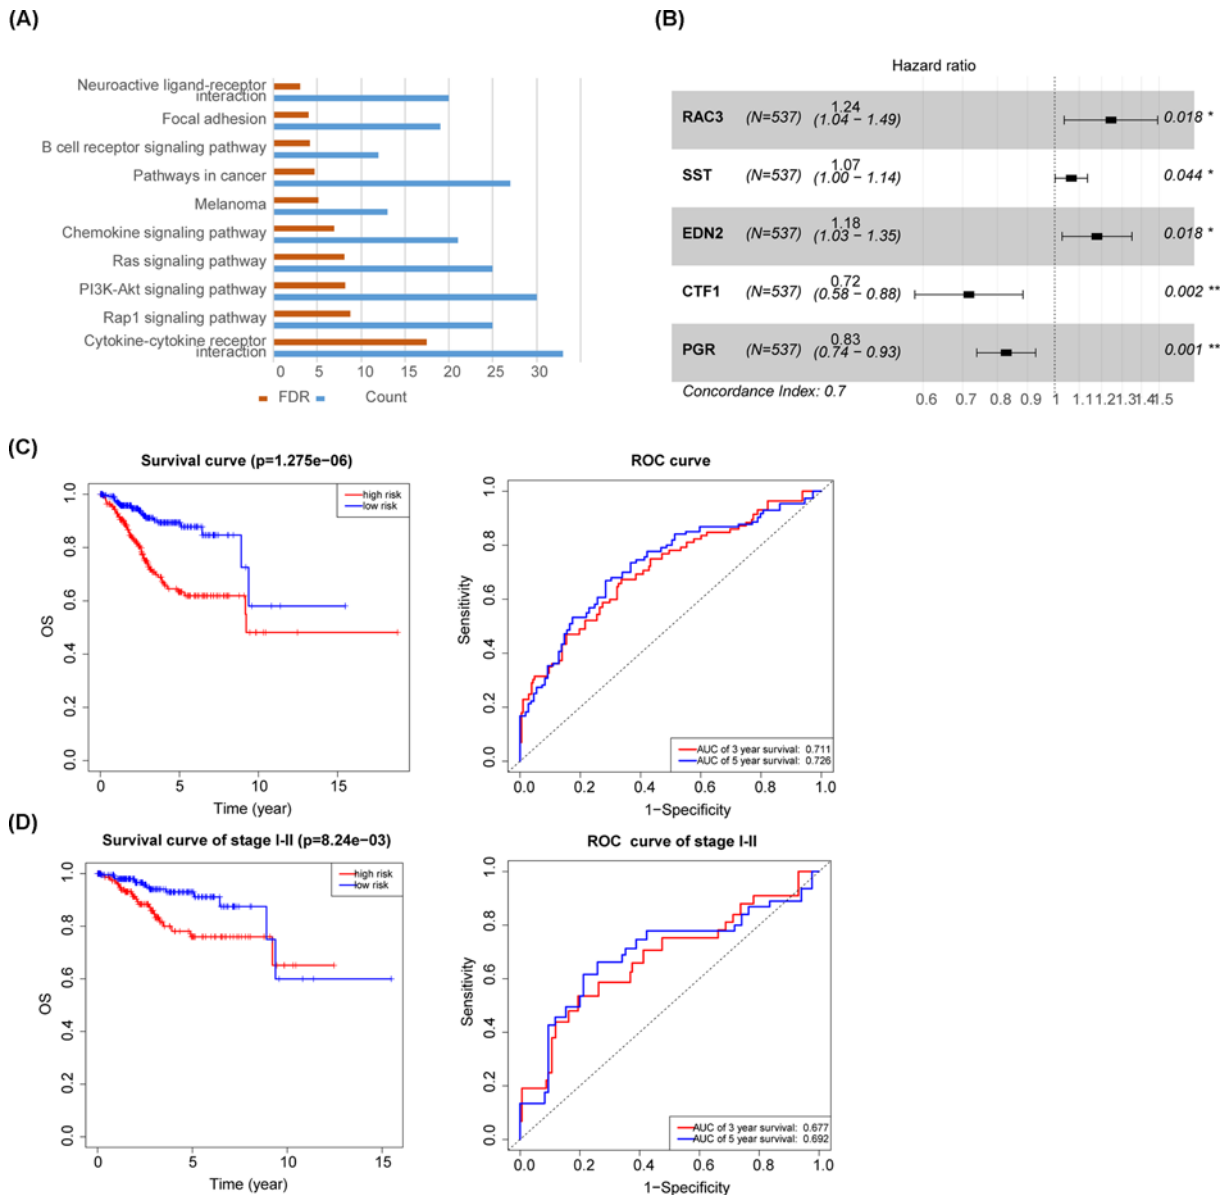 (A)
Neuroactive ligand-receptor
interaction
Focal adhesion
B cell receptor signaling pathway
Pathways in cancer
Melanoma
Chemokine signaling pathway
Ras signaling pathway
PI3K-Akt signaling pathway
Rap1 signaling pathway
Cytokine-cytokine receptor
interaction
0 5 10 15 20 25 30
FDR Count
(B)
Hazard ratio
RAC3 (N=537) 1.24
(1.04 − 1.49) 0.018 *
SST (N=537) 1.07
(1.00 − 1.14) 0.044 *
EDN2 (N=537) 1.18
(1.03 − 1.35) 0.018 *
CTF1 (N=537) 0.72
(0.58 − 0.88) 0.002 **
PGR (N=537) 0.83
(0.74 − 0.93) 0.001 **
Concordance Index: 0.7
0.6 0.7 0.8 0.9 1 1.1 1.2 1.3 1.4 1.5
(C)
Survival curve (p=1.275e−06)
high risk
low risk
OS
0.0 0.2 0.4 0.6 0.8 1.0
0 5 10 15
Time (year)
ROC curve
Sensitivity
0.0 0.2 0.4 0.6 0.8 1.0
AUC of 3 year survival: 0.711
AUC of 5 year survival: 0.726
0.0 0.2 0.4 0.6 0.8 1.0
1-Specificity
(D)
Survival curve of stage I-II (p=8.24e−03)
high risk
low risk
OS
0.0 0.2 0.4 0.6 0.8 1.0
0 5 10 15
Time (year)
ROC curve of stage I-II
Sensitivity
0.0 0.2 0.4 0.6 0.8 1.0
AUC of 3 year survival: 0.677
AUC of 5 year survival: 0.692
0.0 0.2 0.4 0.6 0.8 1.0
1-Specificity